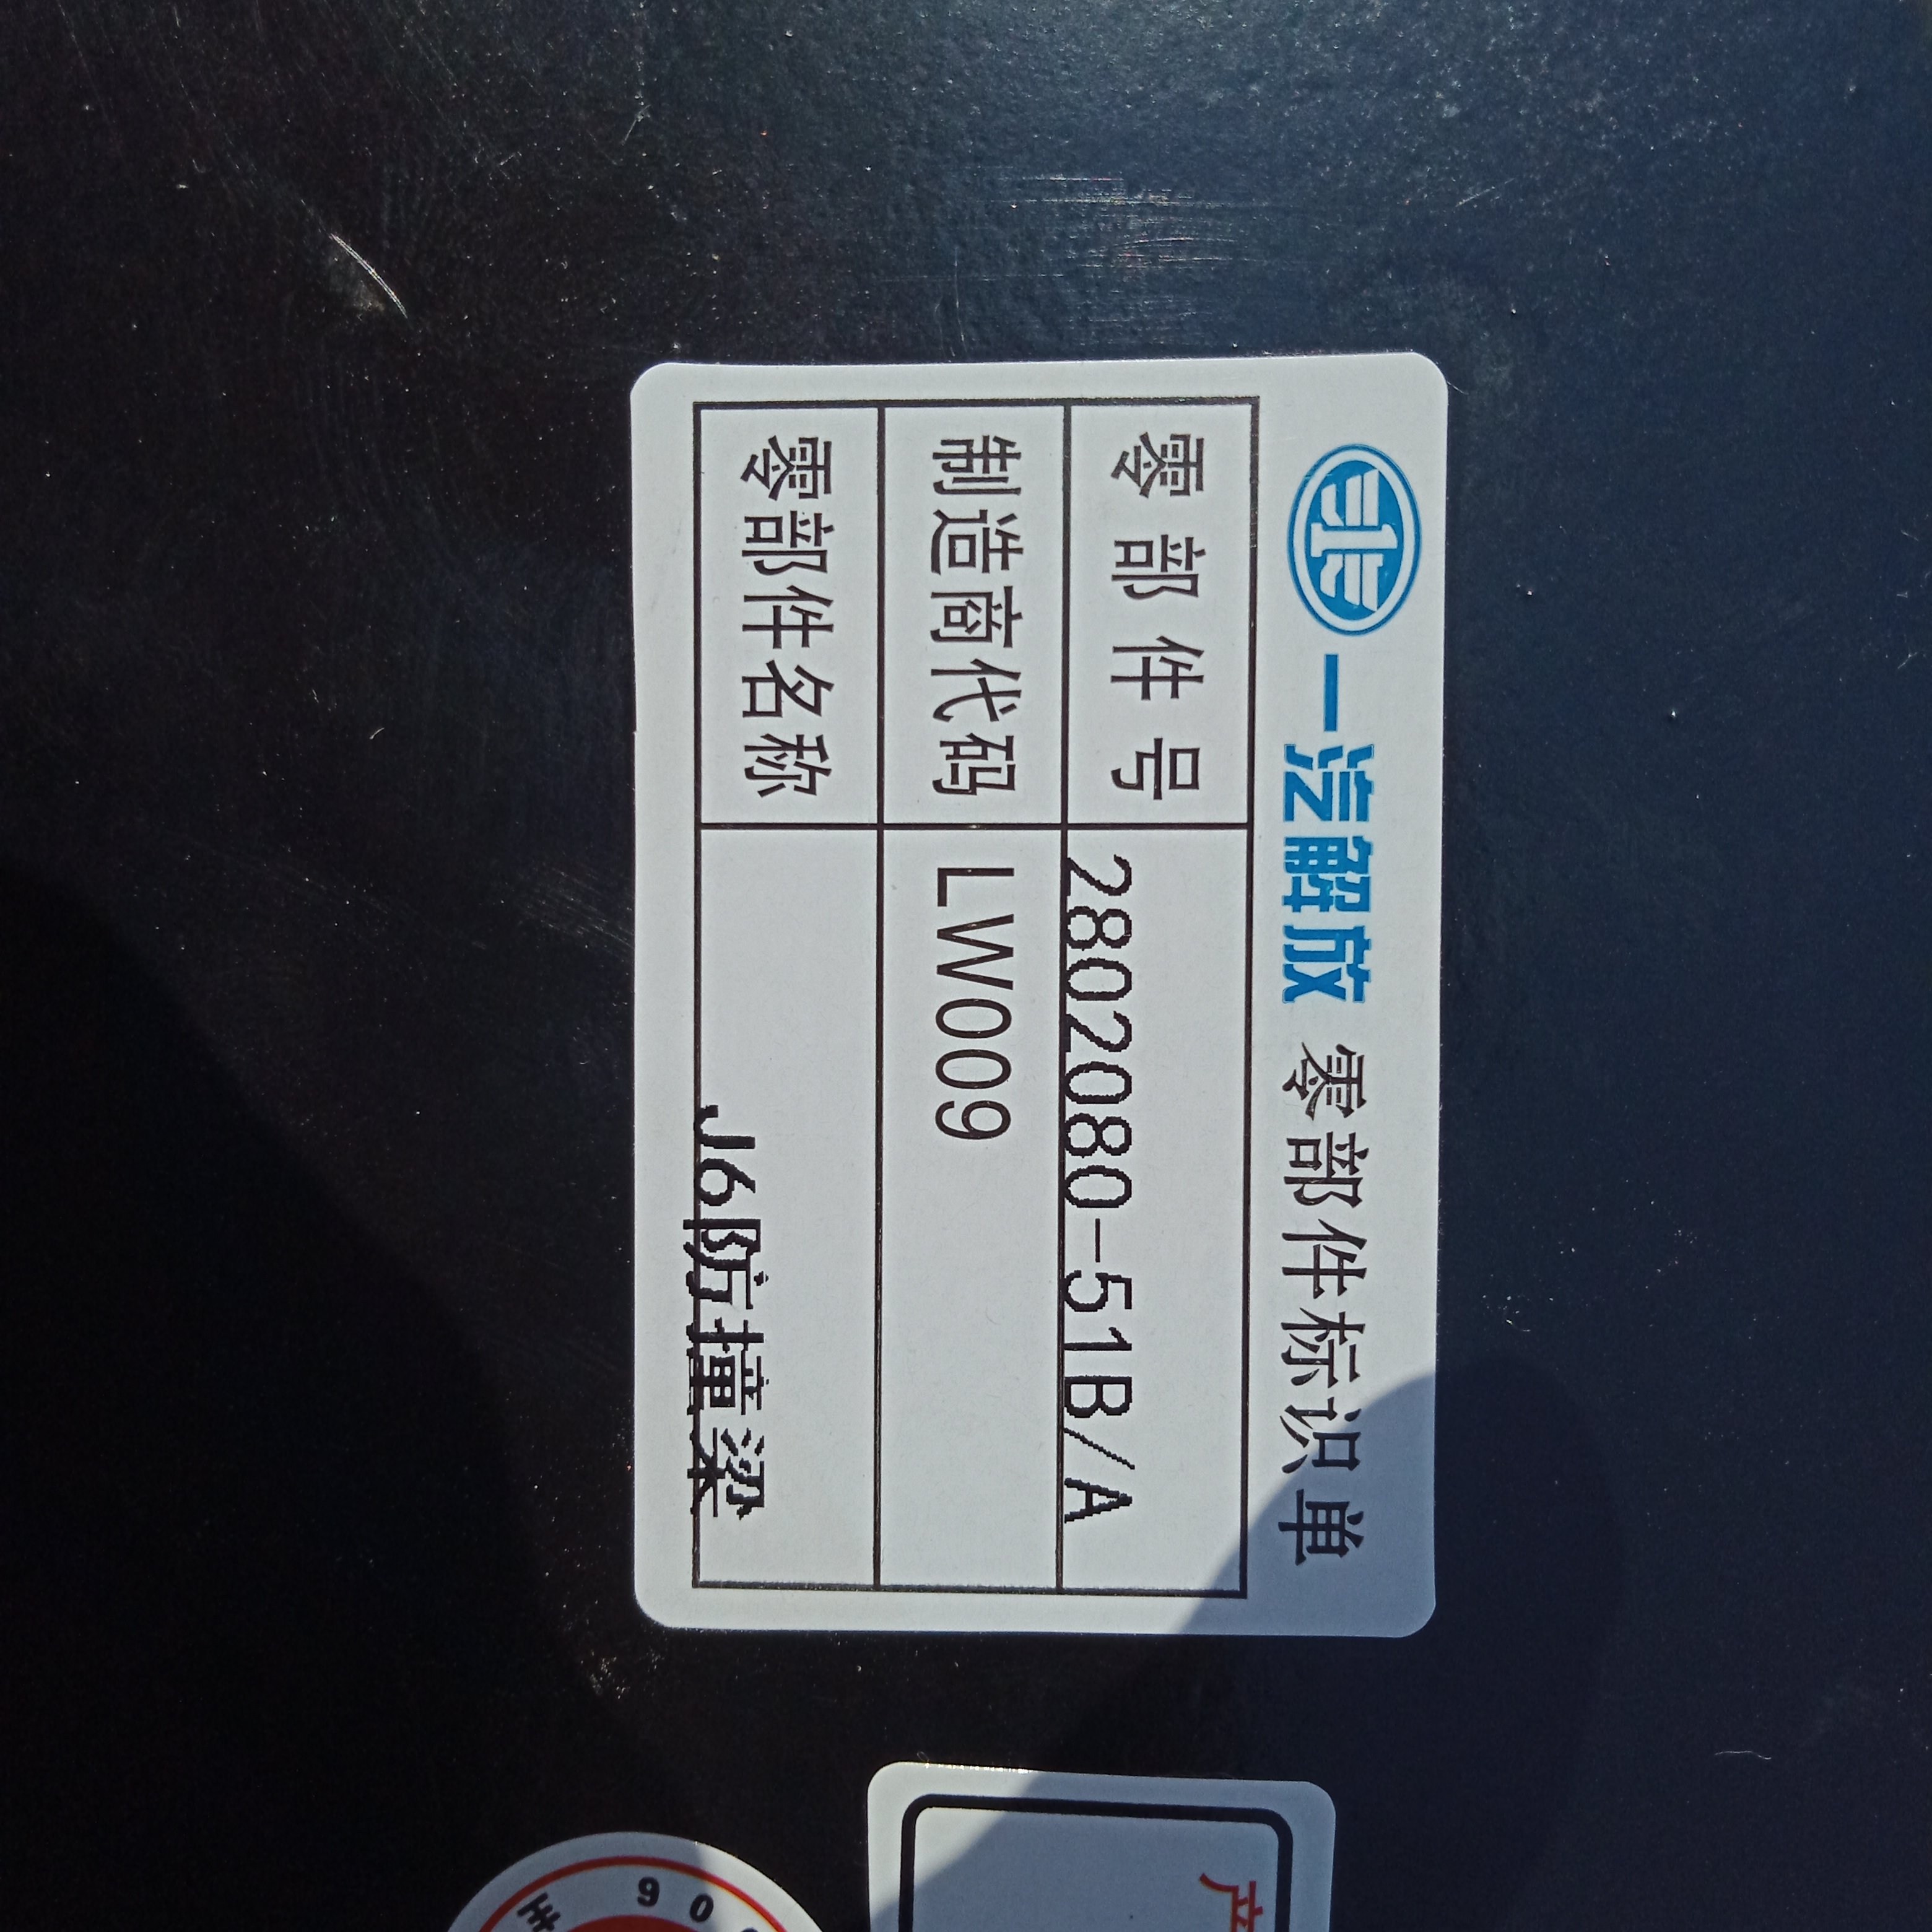 一汽解放 零部件标识单
零部件号 2802080-51B/A
制造商代码 LW009
零部件名称 J6防撞梁
产